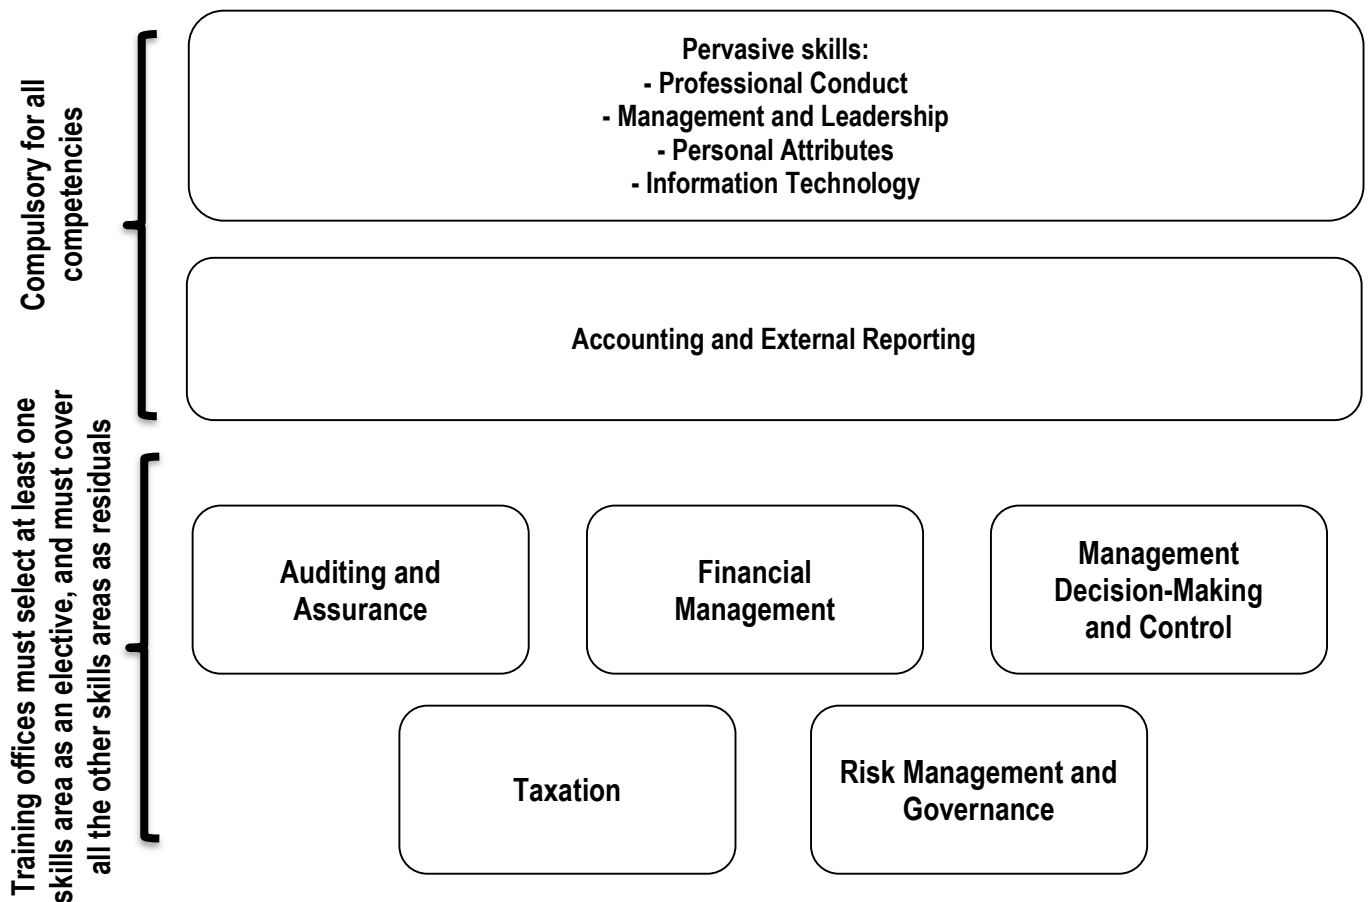 Compulsory for all
competencies
Pervasive skills:
- Professional Conduct
- Management and Leadership
- Personal Attributes
- Information Technology
Accounting and External Reporting
Training offices must select at least one
skills area as an elective, and must cover
all the other skills areas as residuals
Auditing and
Assurance
Financial
Management
Management
Decision-Making
and Control
Taxation
Risk Management and
Governance